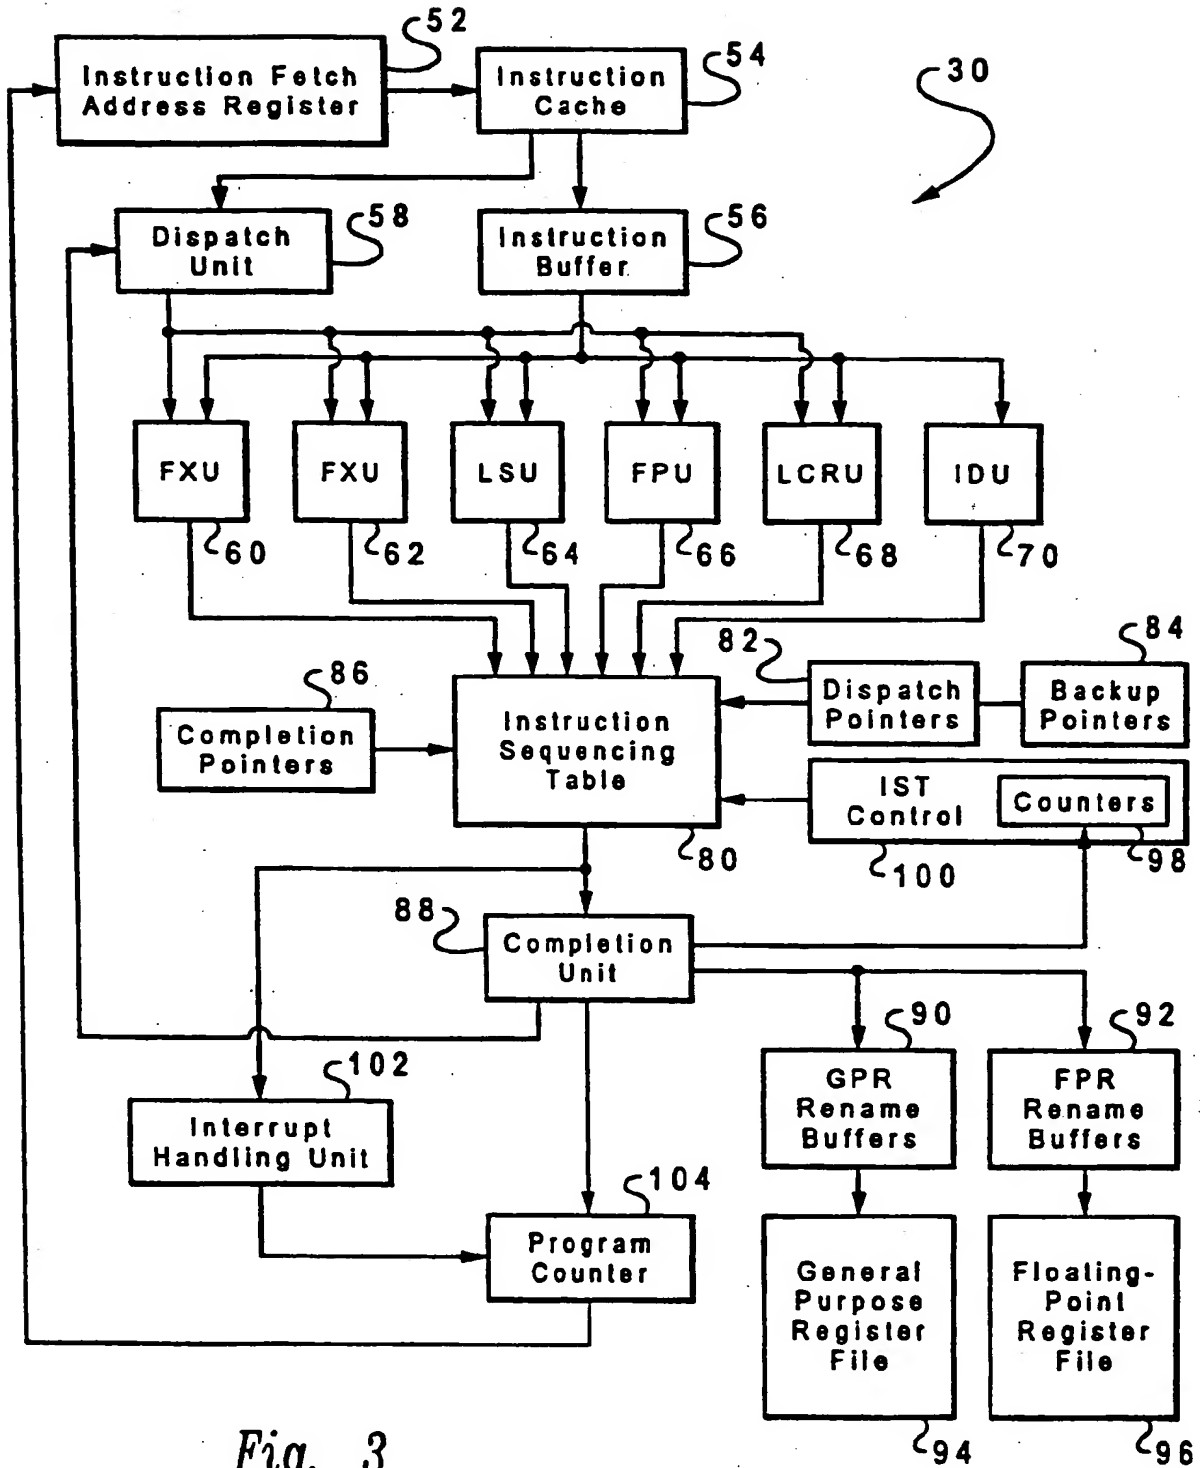 52
Instruction Fetch
Address Register
Instruction
Cache
54
30
Dispatch
Unit
58
Instruction
Buffer
56
FXU
FXU
LSU
FPU
LCRU
IDU
60
62
64
66
68
70
82
84
86
Dispatch
Pointers
Backup
Pointers
Completion
Pointers
Instruction
Sequencing
Table
IST
Control
Counters
80
100
98
88
Completion
Unit
90
92
102
GPR
Rename
Buffers
FPR
Rename
Buffers
Interrupt
Handling Unit
104
Program
Counter
General
Purpose
Register
File
Floating-
Point
Register
File
94
96
Fig. 3